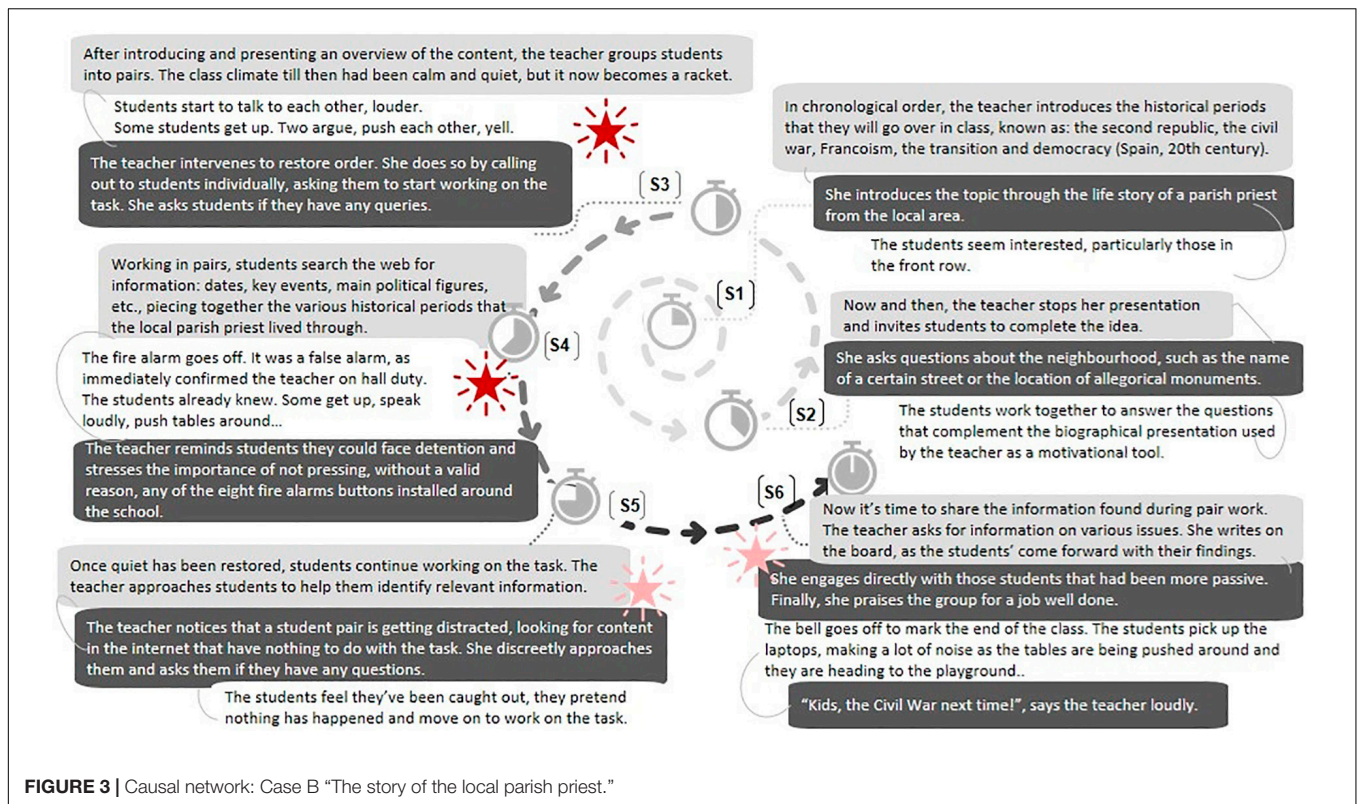 After introducing and presenting an overview of the content, the teacher groups students
into pairs. The class climate till then had been calm and quiet, but it now becomes a racket.
Students start to talk to each other, louder.
Some students get up. Two argue, push each other, yell.
The teacher intervenes to restore order. She does so by calling
out to students individually, asking them to start working on the
task. She asks students if they have any queries.
S3
In chronological order, the teacher introduces the historical periods
that they will go over in class, known as: the second republic, the civil
war, Francoism, the transition and democracy (Spain, 20th century).
She introduces the topic through the life story of a parish priest
from the local area.
The students seem interested, particularly those in
the front row.
S1
Working in pairs, students search the web for
information: dates, key events, main political figures,
etc., piecing together the various historical periods that
the local parish priest lived through.
S4
The fire alarm goes off. It was a false alarm, as
immediately confirmed the teacher on hall duty.
The students already knew. Some get up, speak
loudly, push tables around...
The teacher reminds students they could face detention and
stresses the importance of not pressing, without a valid
reason, any of the eight fire alarms buttons installed around
the school.
Now and then, the teacher stops her presentation
and invites students to complete the idea.
She asks questions about the neighbourhood, such as the name
of a certain street or the location of allegorical monuments.
S2
The students work together to answer the questions
that complement the biographical presentation used
by the teacher as a motivational tool.
S5
S6
Once quiet has been restored, students continue working on the task. The
teacher approaches students to help them identify relevant information.
The teacher notices that a student pair is getting distracted, looking for content
in the internet that have nothing to do with the task. She discreetly approaches
them and asks them if they have any questions.
The students feel they've been caught out, they pretend
nothing has happened and move on to work on the task.
Now it's time to share the information found during pair work.
The teacher asks for information on various issues. She writes on
the board, as the students' come forward with their findings.
She engages directly with those students that had been more passive.
Finally, she praises the group for a job well done.
The bell goes off to mark the end of the class. The students pick up the
laptops, making a lot of noise as the tables are being pushed around and
they are heading to the playground..
"Kids, the Civil War next time!", says the teacher loudly.
FIGURE 3 | Causal network: Case B "The story of the local parish priest."